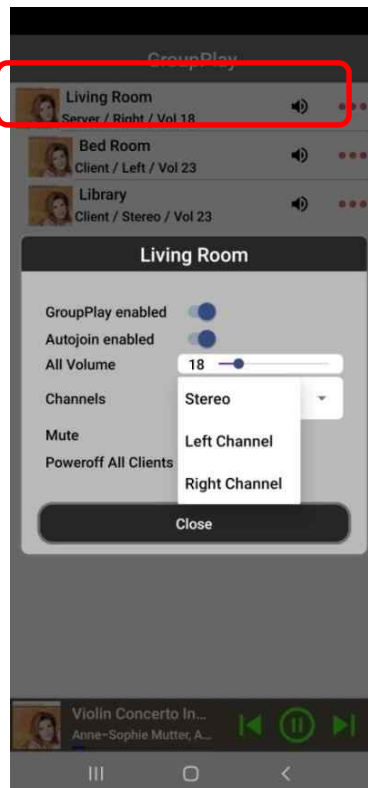 GroupPlay
Living Room
Server / Right / Vol 18
Bed Room
Client / Left / Vol 23
Library
Client / Stereo / Vol 23
Living Room
GroupPlay enabled
Autojoin enabled
All Volume 18
Channels Stereo
Left Channel
Mute
Right Channel
Poweroff All Clients
Close
Violin Concerto In...
Anne-Sophie Mutter, A...